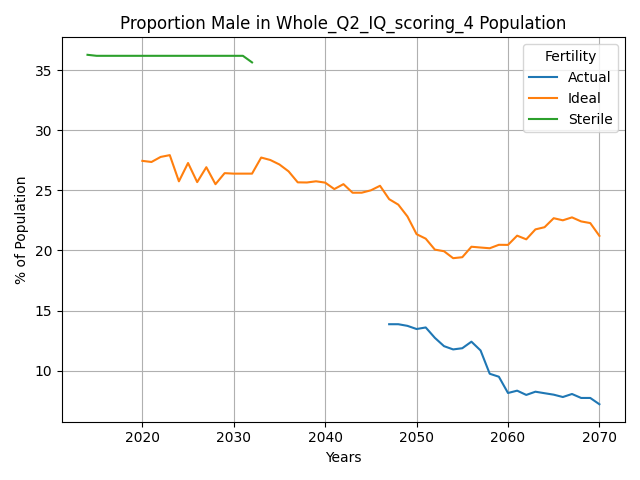 Proportion Male in Whole_Q2_IQ_scoring_4 Population
Fertility
Actual
Ideal
Sterile
% of Population
35
30
25
20
15
10
2020 2030 2040 2050 2060 2070
Years